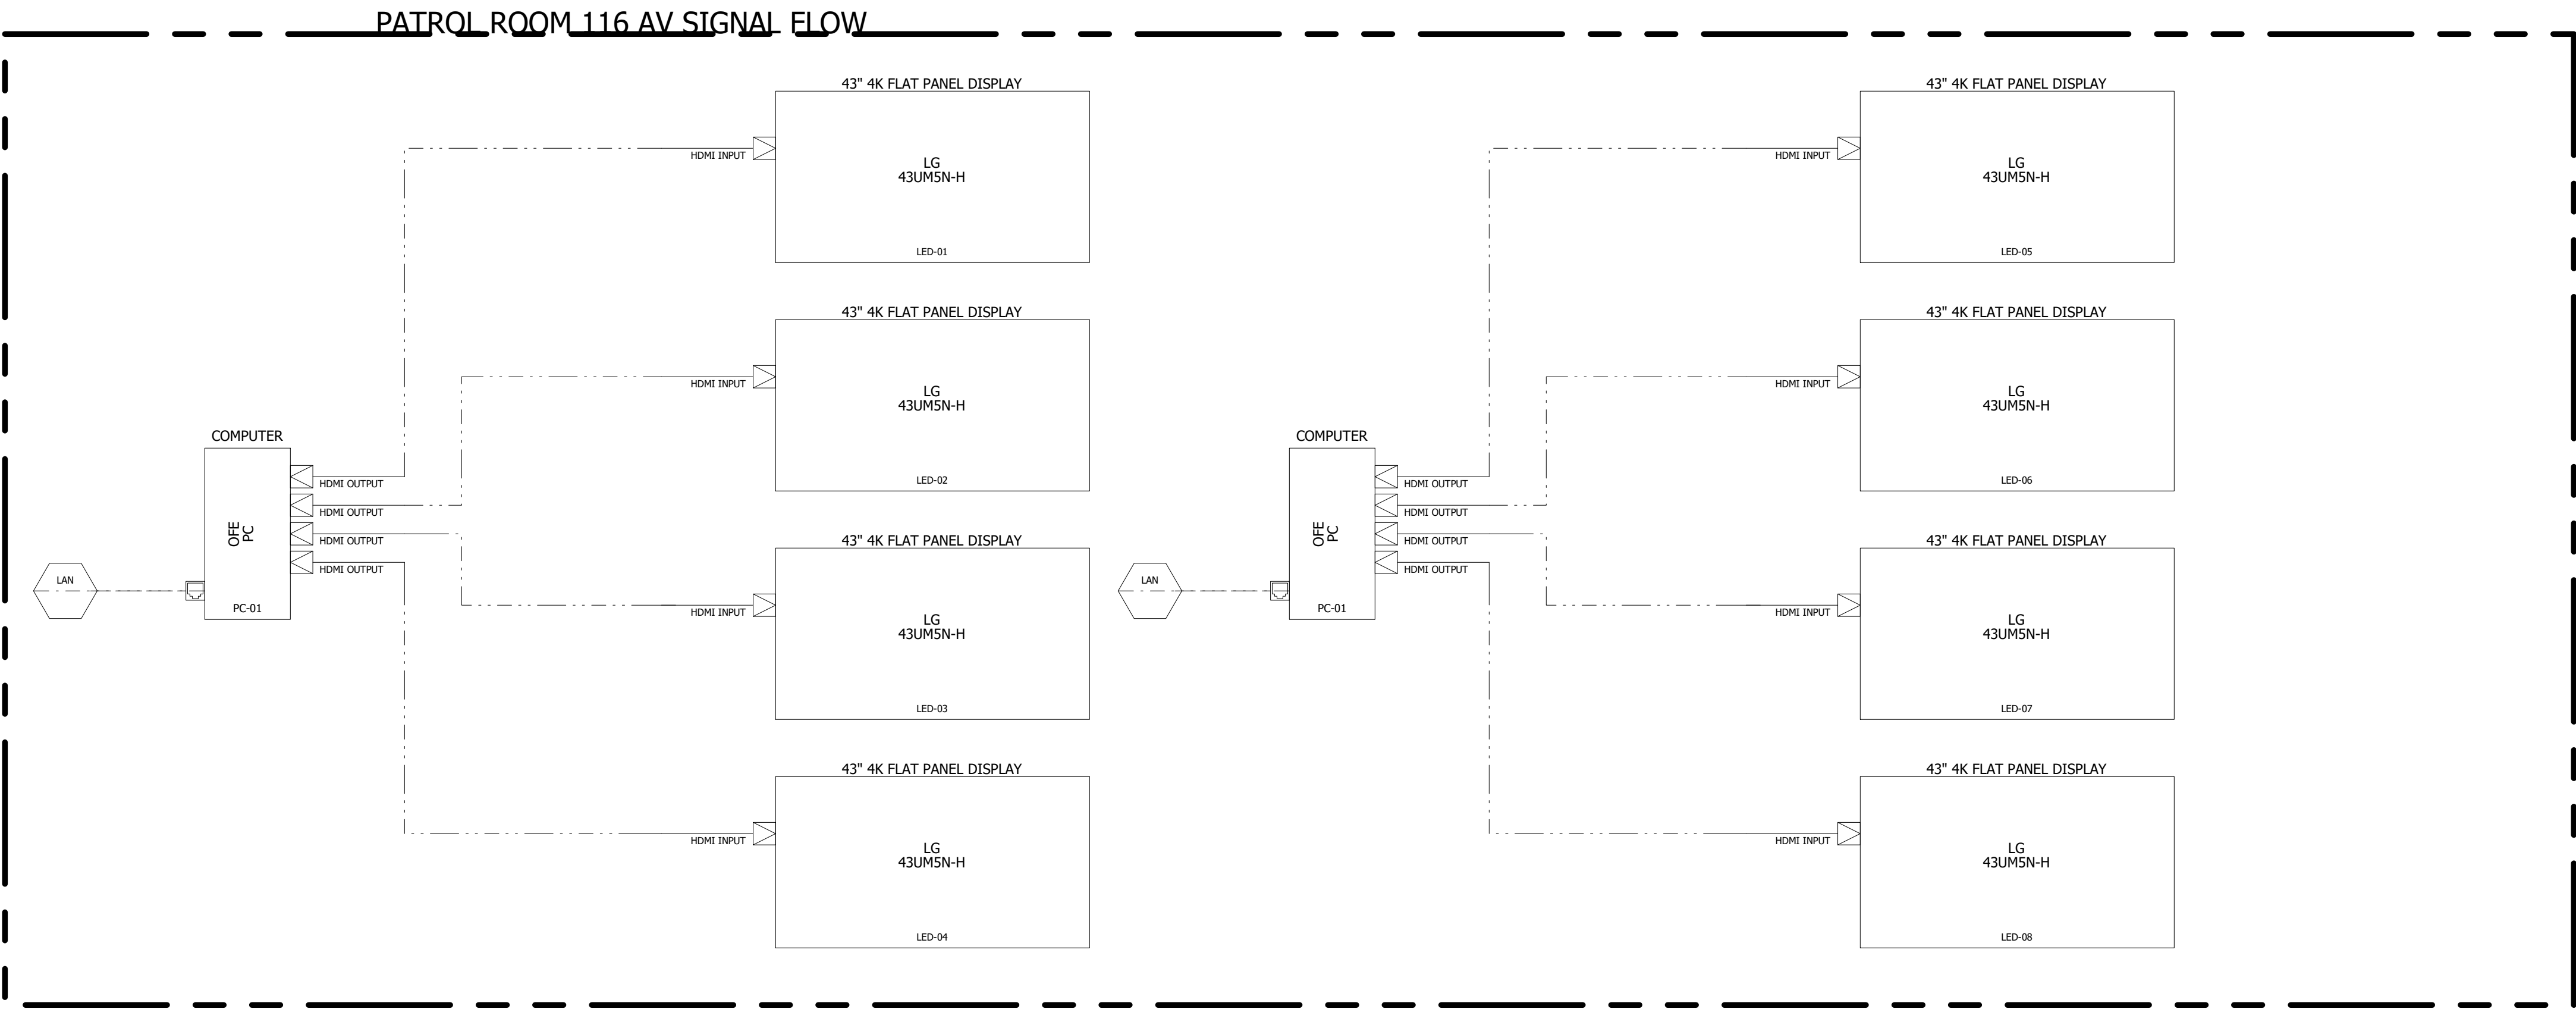 PATROL ROOM 116 AV SIGNAL FLOW
43" 4K FLAT PANEL DISPLAY
HDMI INPUT
LG
43UM5N-H
LED-01
43" 4K FLAT PANEL DISPLAY
HDMI INPUT
LG
43UM5N-H
LED-02
COMPUTER
HDMI OUTPUT
HDMI OUTPUT
HDMI OUTPUT
HDMI OUTPUT
OFE
PC
LAN
PC-01
43" 4K FLAT PANEL DISPLAY
HDMI INPUT
LG
43UM5N-H
LED-03
43" 4K FLAT PANEL DISPLAY
HDMI INPUT
LG
43UM5N-H
LED-04
43" 4K FLAT PANEL DISPLAY
HDMI INPUT
LG
43UM5N-H
LED-05
43" 4K FLAT PANEL DISPLAY
HDMI INPUT
LG
43UM5N-H
LED-06
COMPUTER
HDMI OUTPUT
HDMI OUTPUT
HDMI OUTPUT
HDMI OUTPUT
OFE
PC
LAN
PC-01
43" 4K FLAT PANEL DISPLAY
HDMI INPUT
LG
43UM5N-H
LED-07
43" 4K FLAT PANEL DISPLAY
HDMI INPUT
LG
43UM5N-H
LED-08